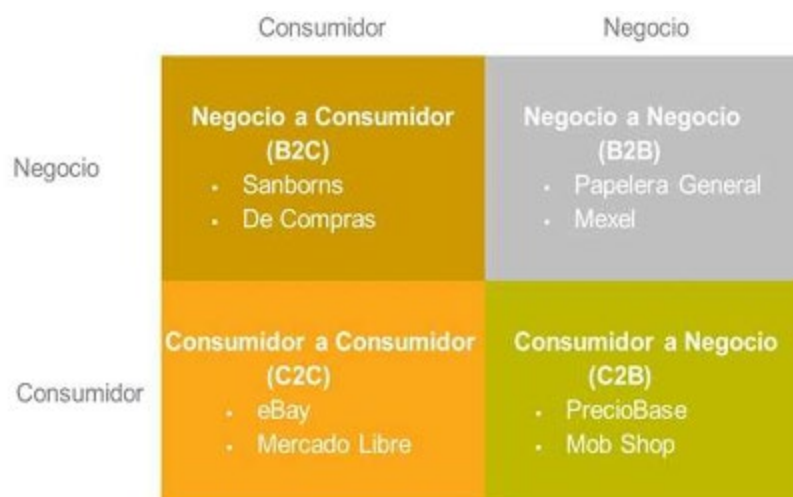 Consumidor
Negocio
Negocio
Negocio a Consumidor
(B2C)
• Sanborns
• De Compras
Negocio a Negocio
(B2B)
• Papelera General
• Mexel
Consumidor
Consumidor a Consumidor
(C2C)
• eBay
• Mercado Libre
Consumidor a Negocio
(C2B)
• PrecioBase
• Mob Shop